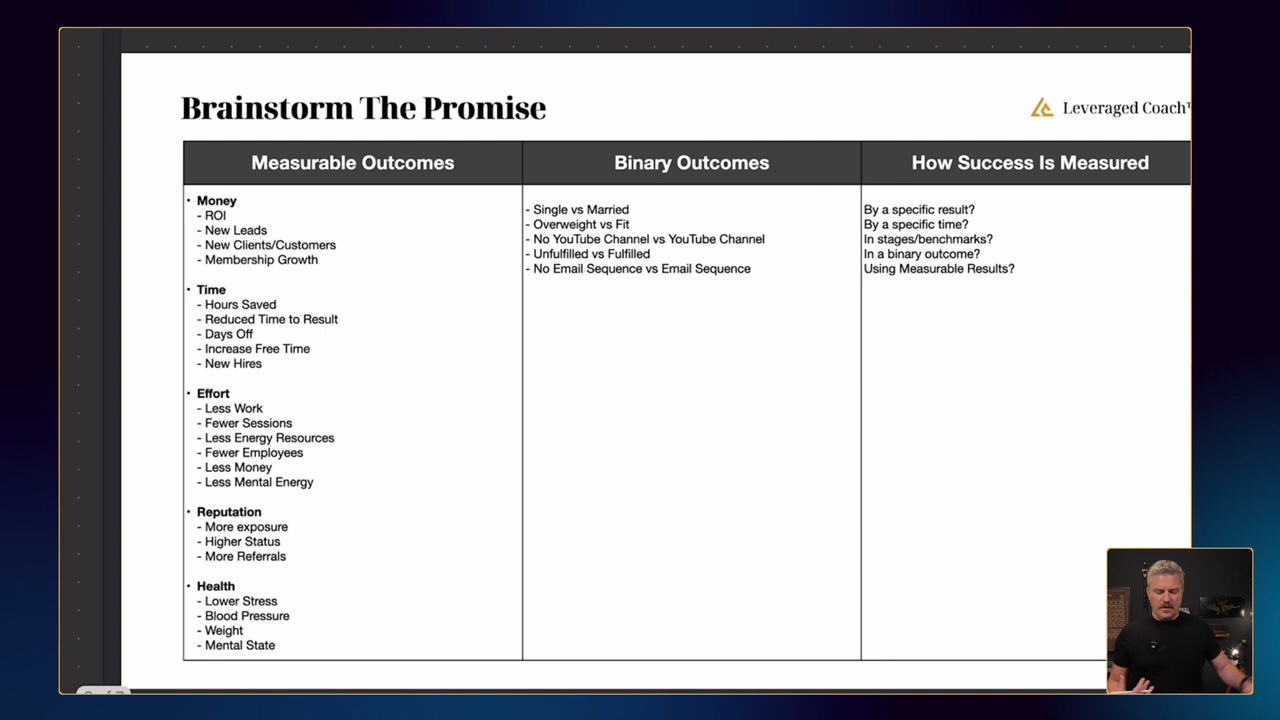 Brainstorm The Promise
Leveraged Coach
Measurable Outcomes
Binary Outcomes
How Success Is Measured
• Money
- ROI
- New Leads
- New Clients/Customers
- Membership Growth
• Time
- Hours Saved
- Reduced Time to Result
- Days Off
- Increase Free Time
- New Hires
• Effort
- Less Work
- Fewer Sessions
- Less Energy Resources
- Fewer Employees
- Less Money
- Less Mental Energy
• Reputation
- More exposure
- Higher Status
- More Referrals
• Health
- Lower Stress
- Blood Pressure
- Weight
- Mental State
- Single vs Married
- Overweight vs Fit
- No YouTube Channel vs YouTube Channel
- Unfulfilled vs Fulfilled
- No Email Sequence vs Email Sequence
By a specific result?
By a specific time?
In stages/benchmarks?
In a binary outcome?
Using Measurable Results?